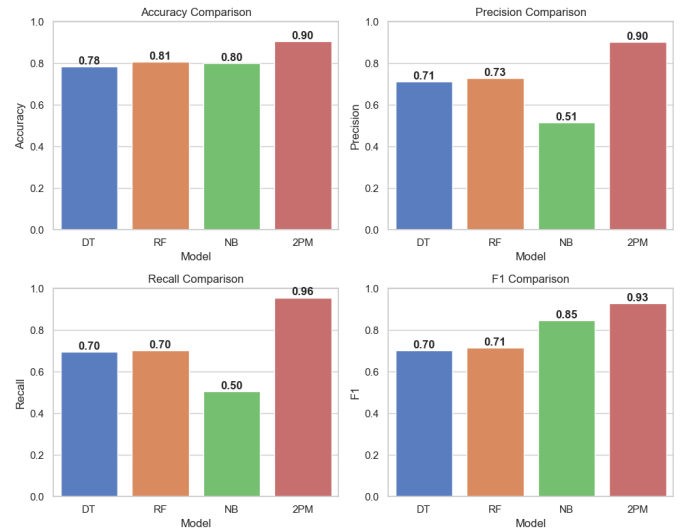 Accuracy Comparison
1.0
0.8
0.6
0.4
0.2
0.0
Accuracy
0.78
0.81
0.80
0.90
DT
RF
NB
2PM
Model
Precision Comparison
1.0
0.8
0.6
0.4
0.2
0.0
Precision
0.71
0.73
0.51
0.90
DT
RF
NB
2PM
Model
Recall Comparison
1.0
0.8
0.6
0.4
0.2
0.0
Recall
0.70
0.70
0.50
0.96
DT
RF
NB
2PM
Model
F1 Comparison
1.0
0.8
0.6
0.4
0.2
0.0
F1
0.70
0.71
0.85
0.93
DT
RF
NB
2PM
Model